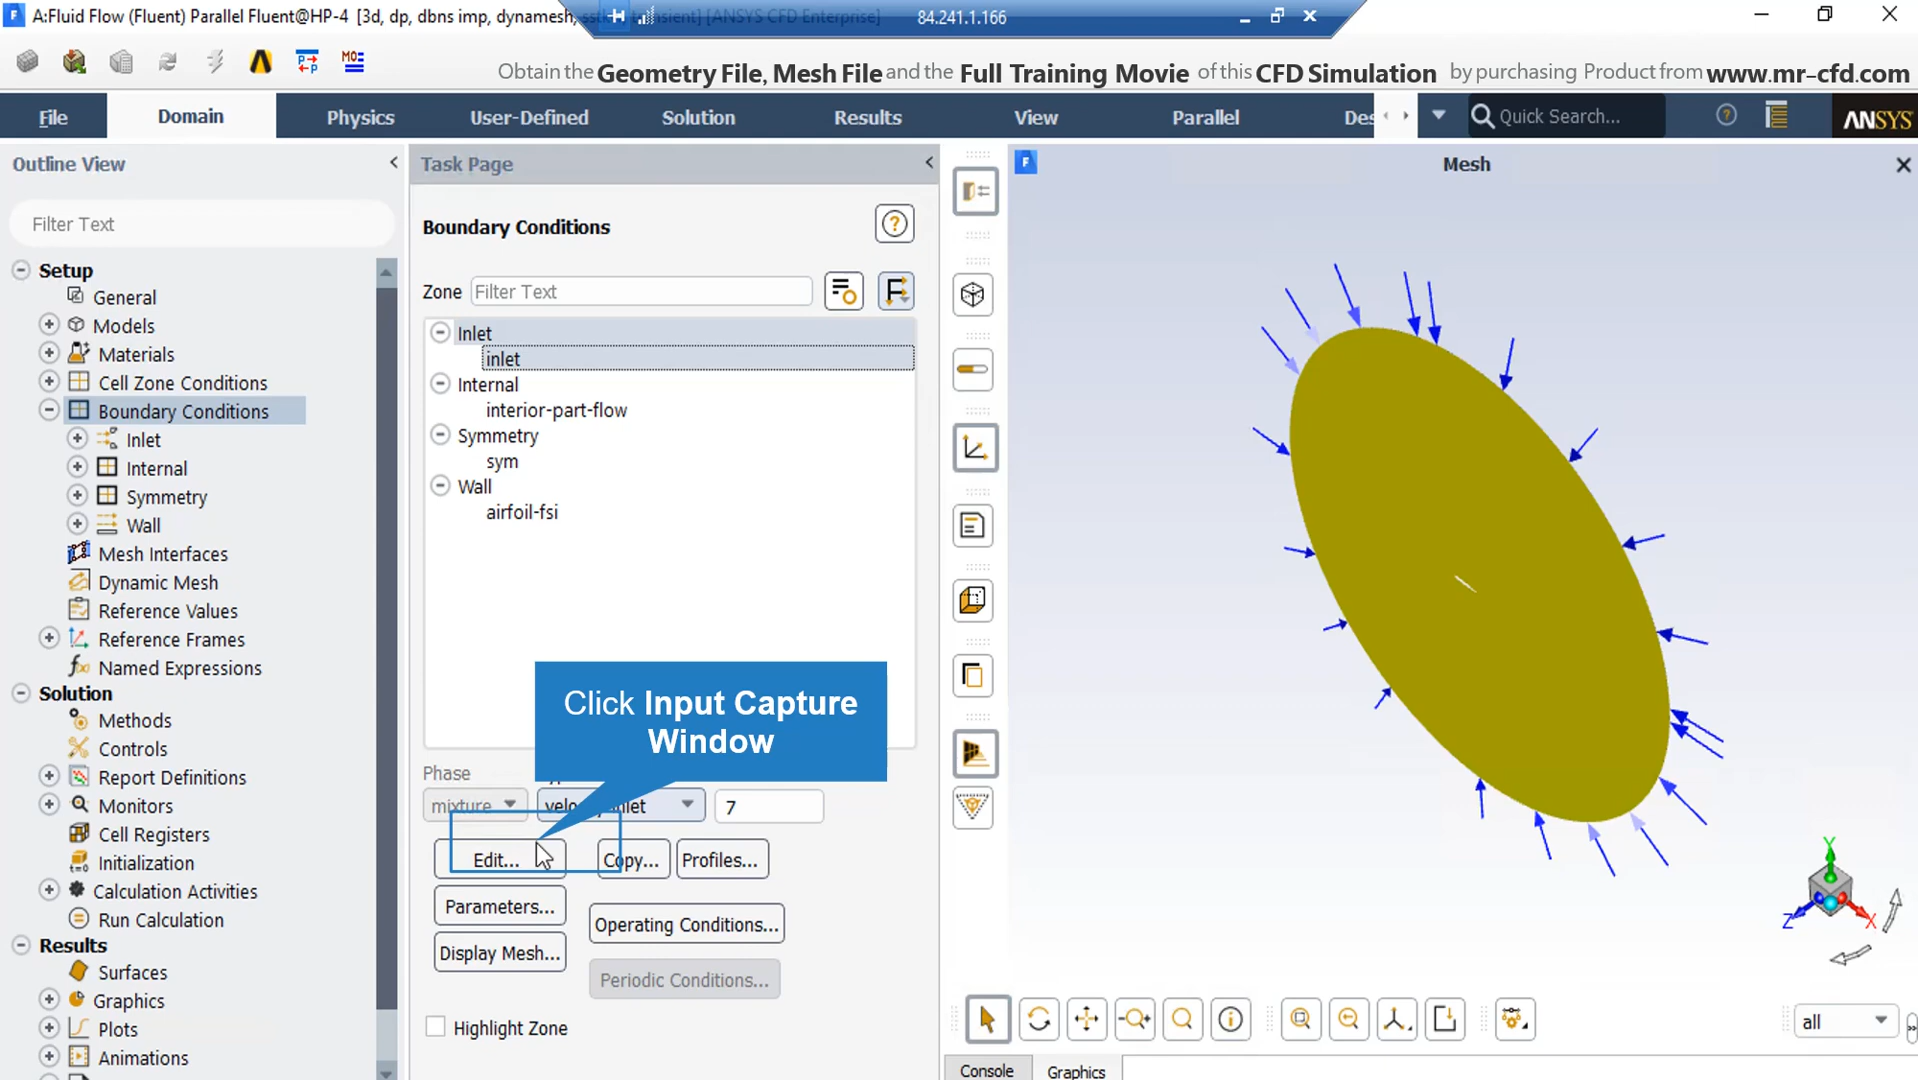 A:Fluid Flow (Fluent) Parallel Fluent@HP-4 [3d, dp, dbns imp, dynamesh, sstkw, transient] [ANSYS CFD Enterprise]
84.241.1.166
Obtain the Geometry File, Mesh File and the Full Training Movie of this CFD Simulation by purchasing Product from www.mr-cfd.com
File
Domain
Physics
User-Defined
Solution
Results
View
Parallel
Des
Quick Search...
ANSYS
Outline View
Filter Text
Setup
General
Models
Materials
Cell Zone Conditions
Boundary Conditions
Inlet
Internal
Symmetry
Wall
Mesh Interfaces
Dynamic Mesh
Reference Values
Reference Frames
Named Expressions
Solution
Methods
Controls
Report Definitions
Monitors
Cell Registers
Initialization
Calculation Activities
Run Calculation
Results
Surfaces
Graphics
Plots
Animations
Task Page
Boundary Conditions
Zone
Filter Text
Inlet
inlet
Internal
interior-part-flow
Symmetry
sym
Wall
airfoil-fsi
Click Input Capture
Window
Phase
mixture
7
Edit...
Copy...
Profiles...
Parameters...
Operating Conditions...
Display Mesh...
Periodic Conditions...
Highlight Zone
Mesh
Y
Z
X
all
Console
Graphics